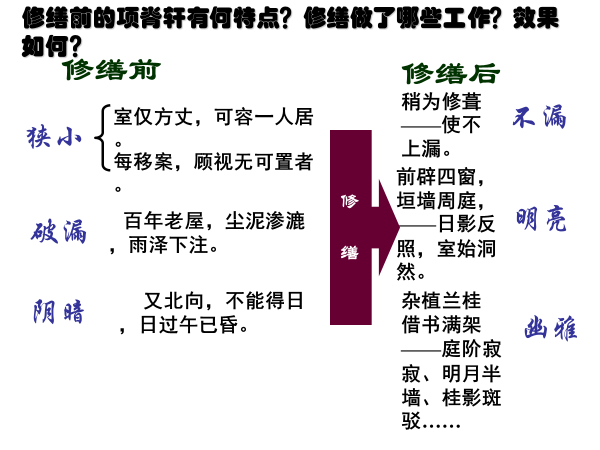 修缮前的项脊轩有何特点？修缮做了哪些工作？效果
如何？
修缮前
狭小
室仅方丈，可容一人居
。
每移案，顾视无可置者
。
破漏
百年老屋，尘泥渗漉
，雨泽下注。
阴暗
又北向，不能得日
，日过午已昏。
修
缮
修缮后
稍为修葺
——使不
上漏。
不漏
前辟四窗，
垣墙周庭，
——日影反
照，室始洞
然。
明亮
杂植兰桂
借书满架
——庭阶寂
寂、明月半
墙、桂影斑
驳……
幽雅